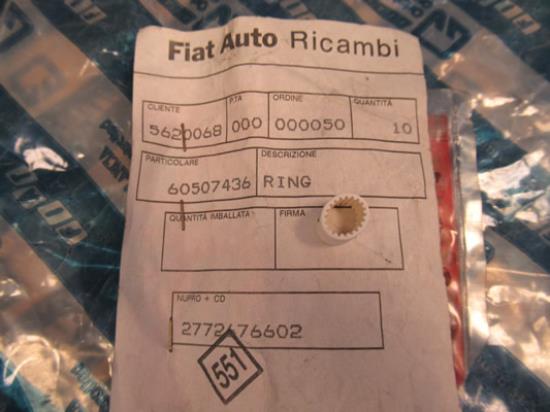 Fiat Auto Ricambi
CLIENTE P.TA ORDINE QUANTITÀ
5620068 000 000050 10
PARTICOLARE DESCRIZIONE
60507436 RING
QUANTITÀ IMBALLATA FIRMA
NUPRO + CD
2772676602
551